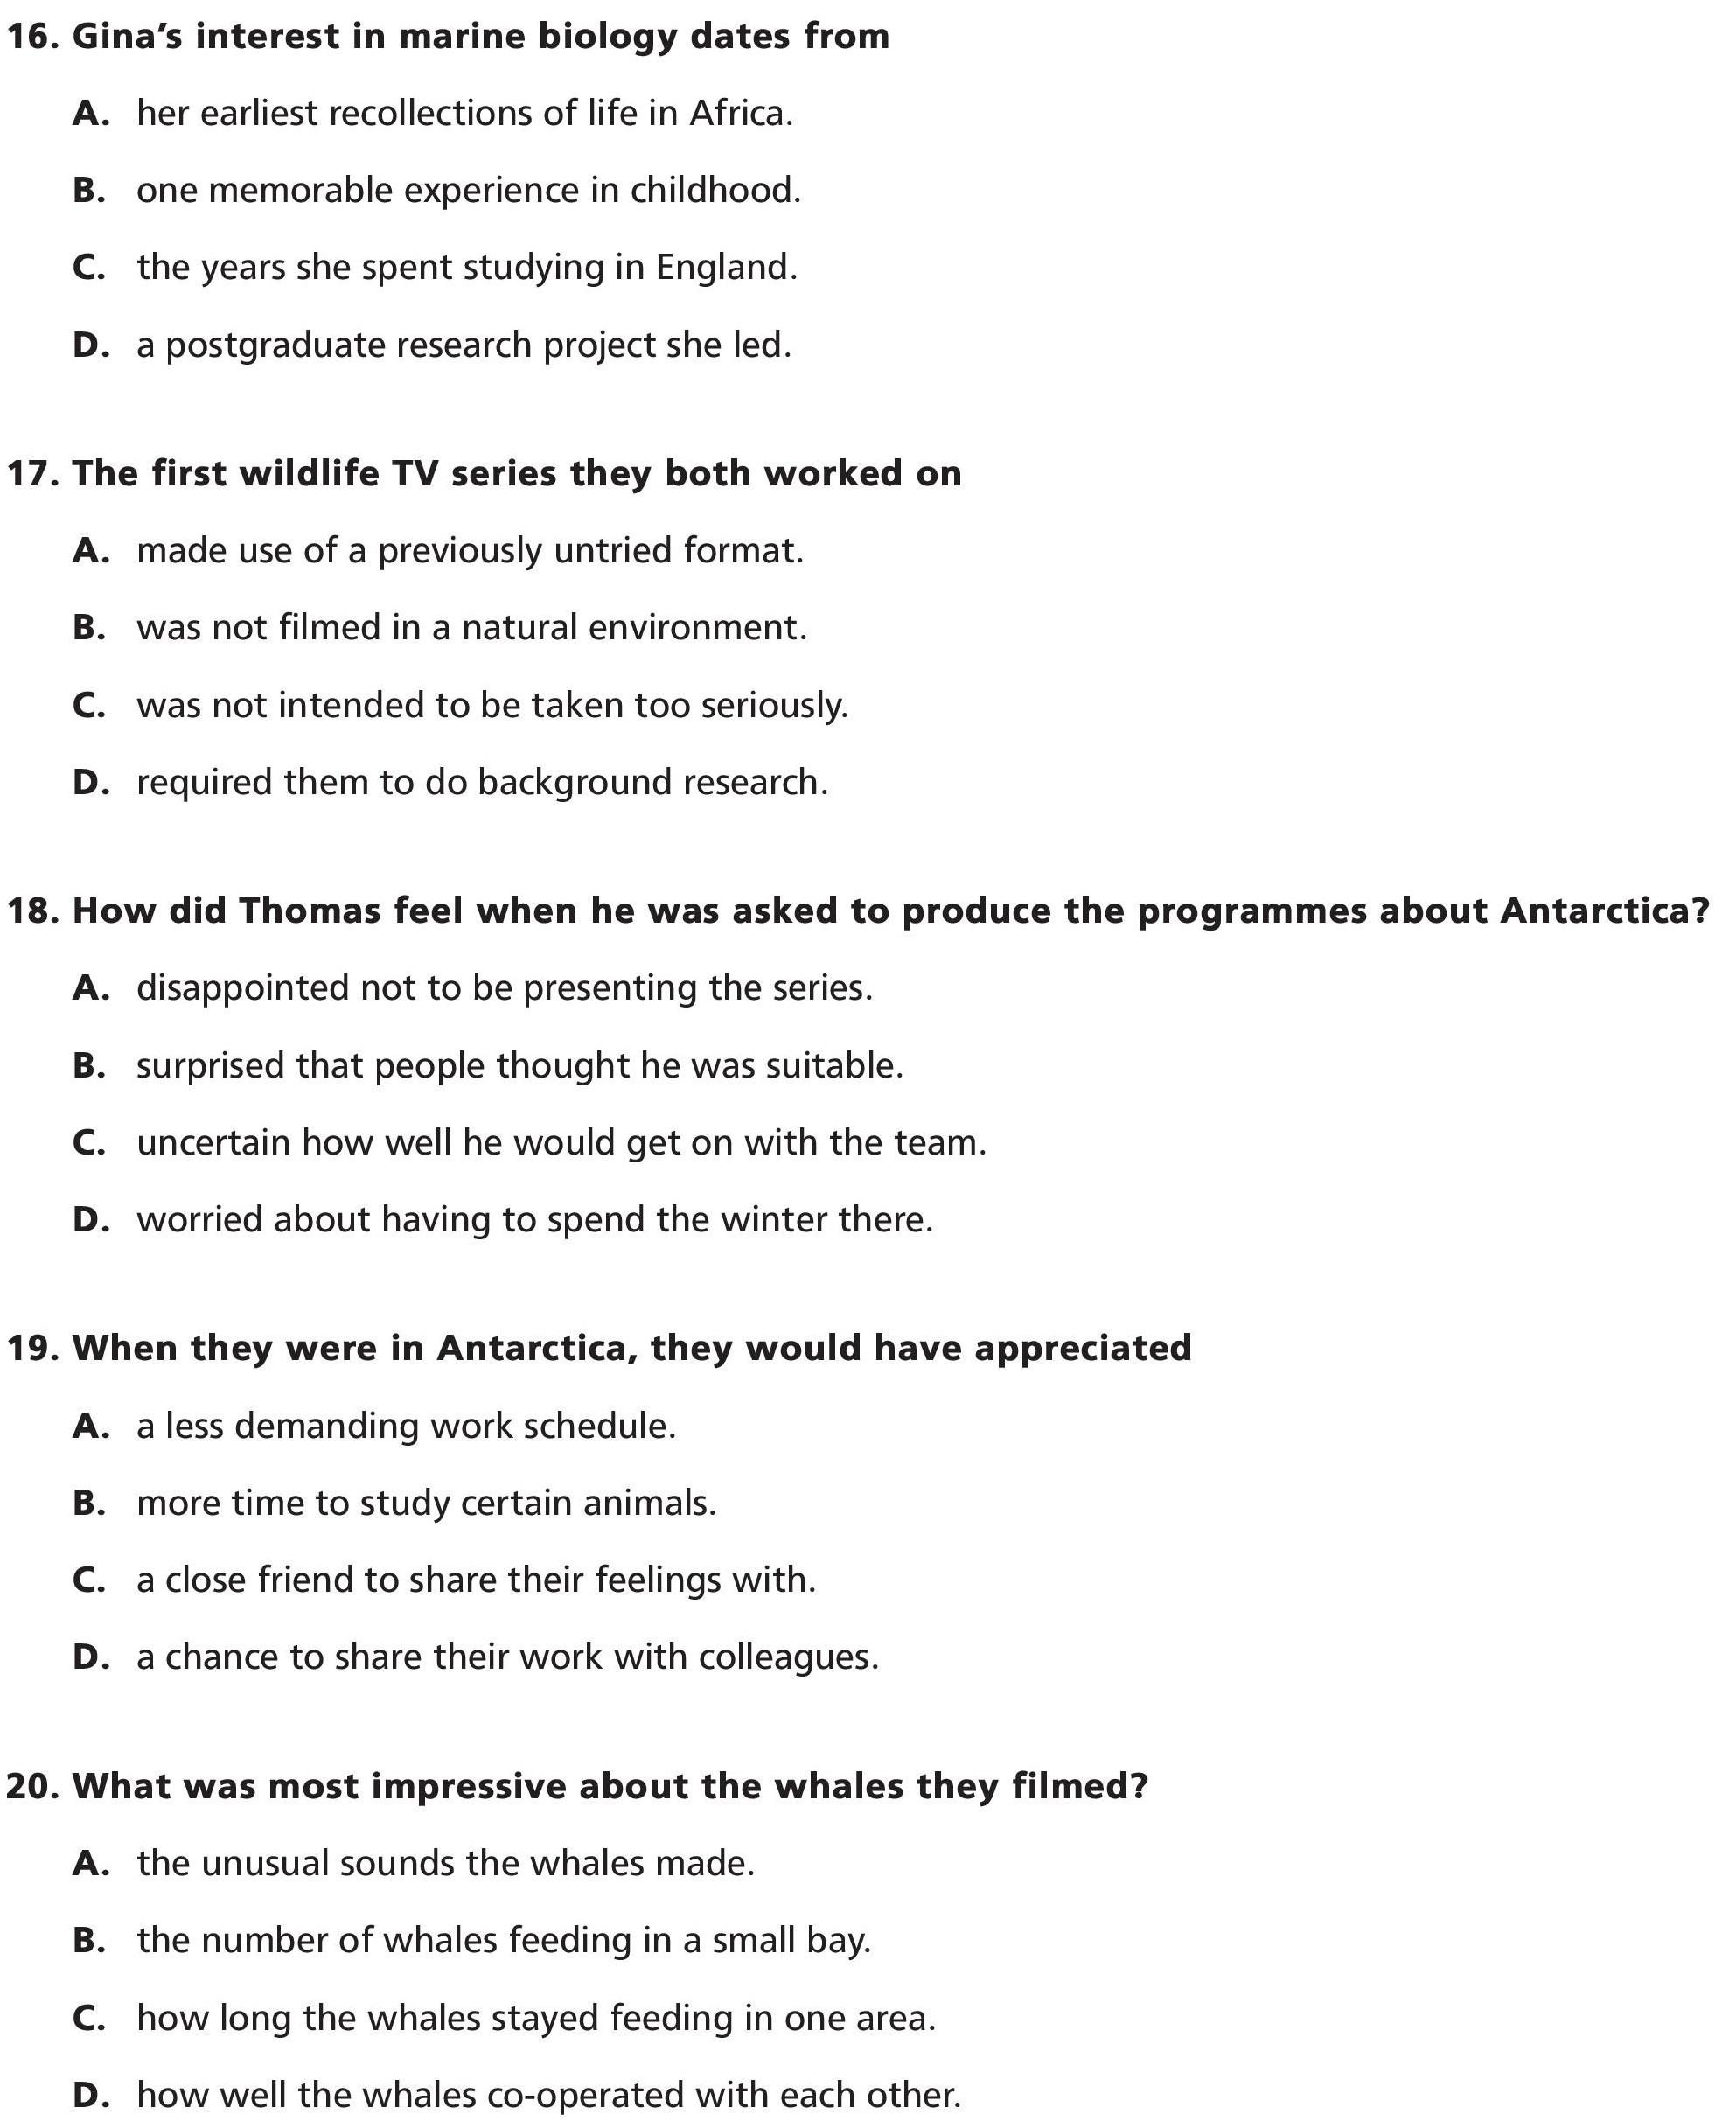 16. Gina’s interest in marine biology dates from
A. her earliest recollections of life in Africa.
B. one memorable experience in childhood.
C. the years she spent studying in England.
D. a postgraduate research project she led.
17. The first wildlife TV series they both worked on
A. made use of a previously untried format.
B. was not filmed in a natural environment.
C. was not intended to be taken too seriously.
D. required them to do background research.
18. How did Thomas feel when he was asked to produce the programmes about Antarctica?
A. disappointed not to be presenting the series.
B. surprised that people thought he was suitable.
C. uncertain how well he would get on with the team.
D. worried about having to spend the winter there.
19. When they were in Antarctica, they would have appreciated
A. a less demanding work schedule.
B. more time to study certain animals.
C. a close friend to share their feelings with.
D. a chance to share their work with colleagues.
20. What was most impressive about the whales they filmed?
A. the unusual sounds the whales made.
B. the number of whales feeding in a small bay.
C. how long the whales stayed feeding in one area.
D. how well the whales co-operated with each other.